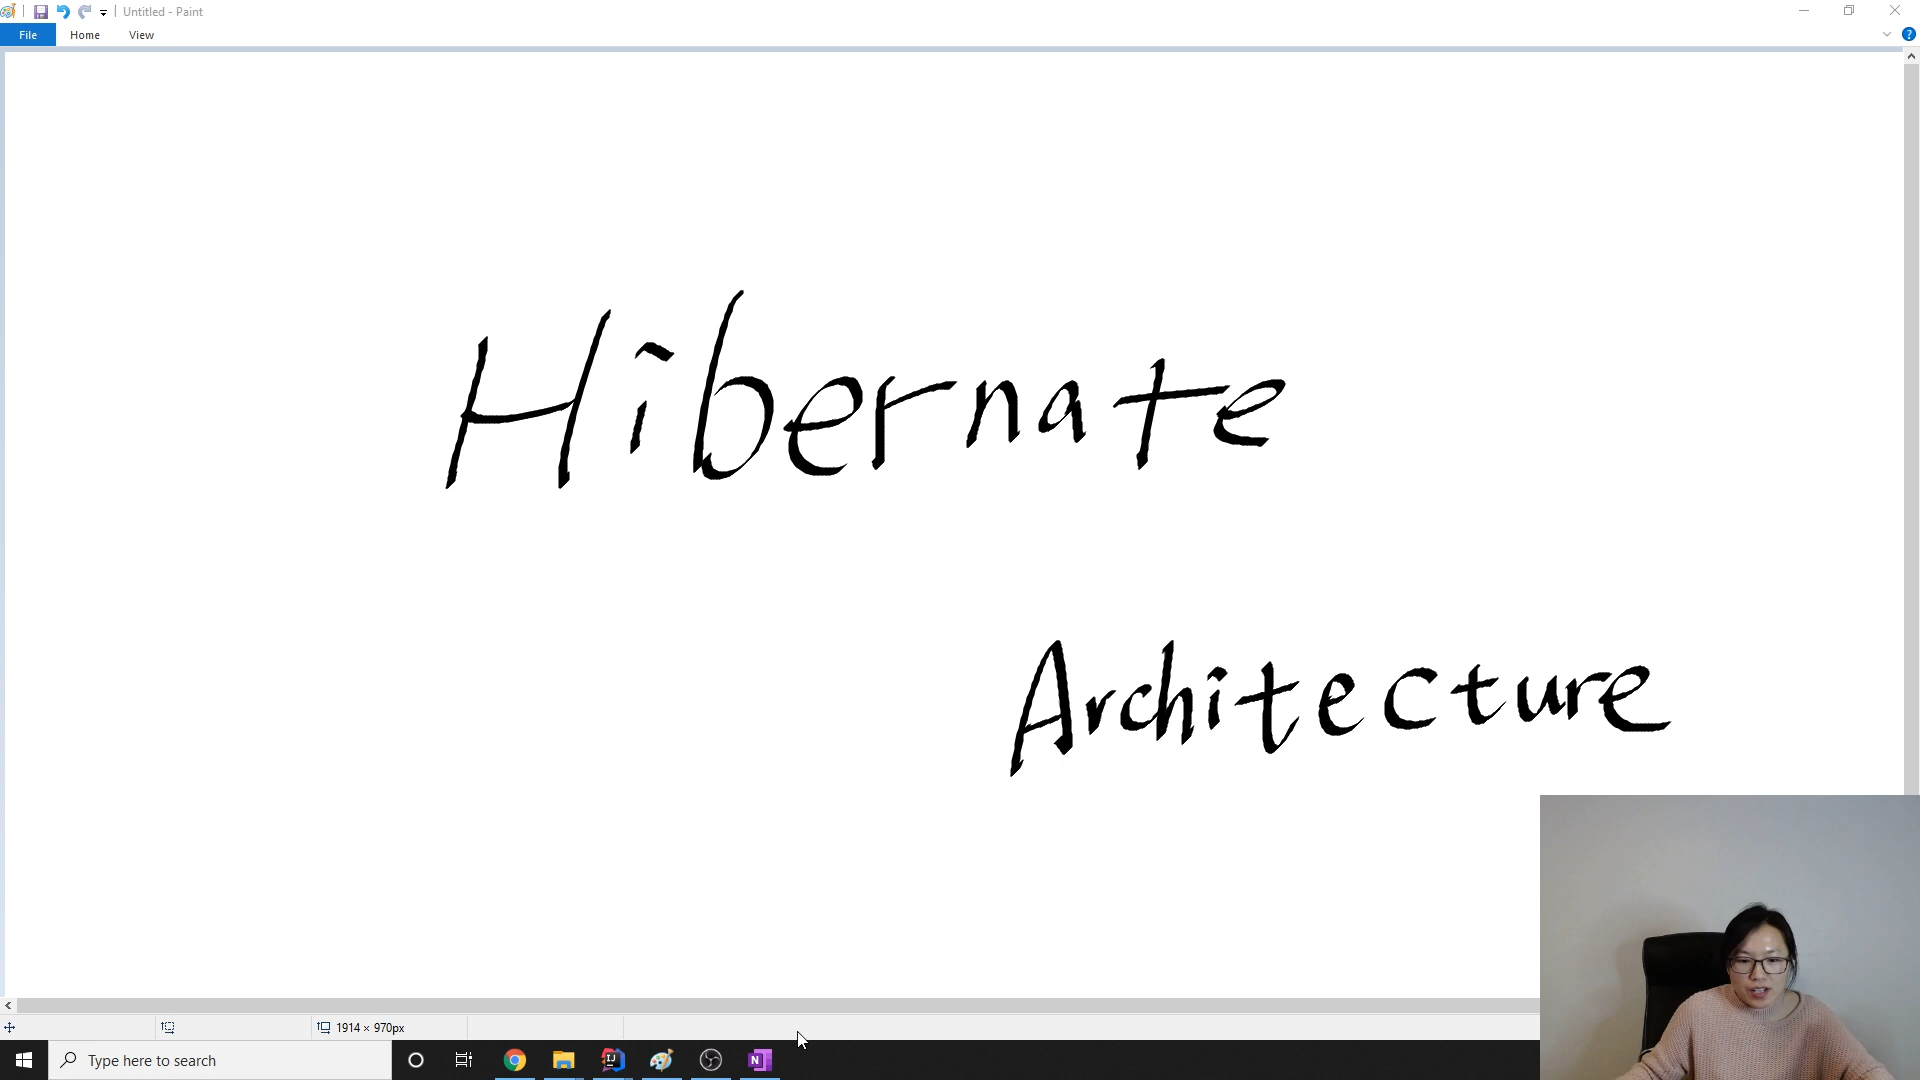 Untitled - Paint
File Home View
Hibernate
Architecture
1914 × 970px
Type here to search